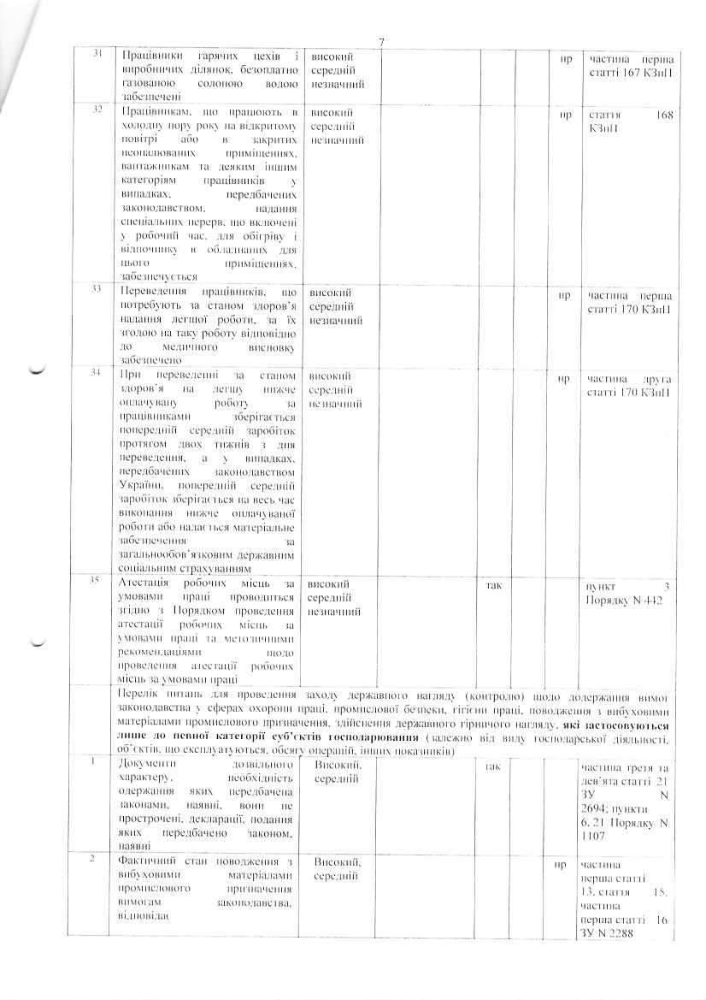 7
31 Працівники гарячих цехів і високий нр частина перша
виробничих ділянок, безоплатно середній статті 167 КЗпП
газованою солоною водою незначний
забезпечені
32 Працівникам, що працюють в високий нр стаття 168
холодну пору року на відкритому середній КЗпП
повітрі або в закритих незначний
неопалюваних приміщеннях,
вантажникам та деяким іншим
категоріям працівників у
випадках, передбачених
законодавством, надання
спеціальних перерв, що включені
у робочий час, для обігріву і
відпочинку в обладнаних для
цього приміщеннях,
забезпечується
33 Переведення працівників, що високий нр частина перша
потребують за станом здоров'я середній статті 170 КЗпП
надання легшої роботи, за їх незначний
згодою на таку роботу відповідно
до медичного висновку
забезпечено
34 При переведенні за станом високий нр частина друга
здоров'я на легшу нижче середній статті 170 КЗпП
оплачувану роботу за незначний
працівниками зберігається
попередній середній заробіток
протягом двох тижнів з дня
переведення, а у випадках,
передбачених законодавством
України, попередній середній
заробіток зберігається на весь час
виконання нижче оплачуваної
роботи або надається матеріальне
забезпечення за
загальнообов'язковим державним
соціальним страхуванням
35 Атестація робочих місць за високий так пункт 3
умовами праці проводиться середній Порядку N 442
згідно з Порядком проведення незначний
атестації робочих місць за
умовами праці та методичними
рекомендаціями щодо
проведення атестації робочих
місць за умовами праці
Перелік питань для проведення заходу державного нагляду (контролю) щодо додержання вимог
законодавства у сферах охорони праці, промислової безпеки, гігієни праці, поводження з вибуховими
матеріалами промислового призначення, здійснення державного гірничого нагляду, які застосовуються
лише до певної категорії суб'єктів господарювання (залежно від виду господарської діяльності,
об'єктів, що експлуатуються, обсягу операцій, інших показників)
1 Документи дозвільного Високий, так частина третя та
характеру, необхідність середній дев'ята статті 21
одержання яких передбачена ЗУ N
законами, наявні, вони не 2694; пункти
прострочені, декларації, подання 6, 21 Порядку N
яких передбачено законом, 1107
наявні
2 Фактичний стан поводження з Високий, нр частина
вибуховими матеріалами середній перша статті
промислового призначення 13, стаття 15,
вимогам законодавства, частина
відповідає перша статті 16
ЗУ N 2288